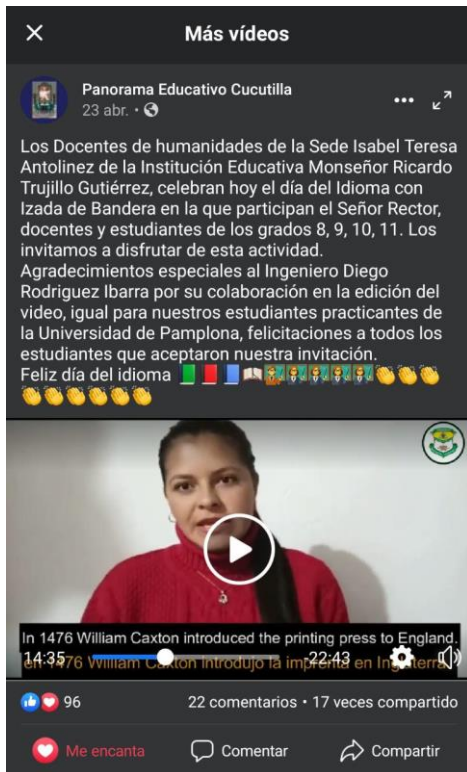 Más vídeos
Panorama Educativo Cucutilla
23 abr.
Los Docentes de humanidades de la Sede Isabel Teresa
Antolinez de la Institución Educativa Monseñor Ricardo
Trujillo Gutiérrez, celebran hoy el día del Idioma con
Izada de Bandera en la que participan el Señor Rector,
docentes y estudiantes de los grados 8, 9, 10, 11. Los
invitamos a disfrutar de esta actividad.
Agradecimientos especiales al Ingeniero Diego
Rodriguez Ibarra por su colaboración en la edición del
video, igual para nuestros estudiantes practicantes de
la Universidad de Pamplona, felicitaciones a todos los
estudiantes que aceptaron nuestra invitación.
Feliz día del idioma
In 1476 William Caxton introduced the printing press to England.
14:35 -22:43
en 1476 William Caxton introdujo la imprenta en Inglaterra
96 22 comentarios • 17 veces compartido
Me encanta Comentar Compartir